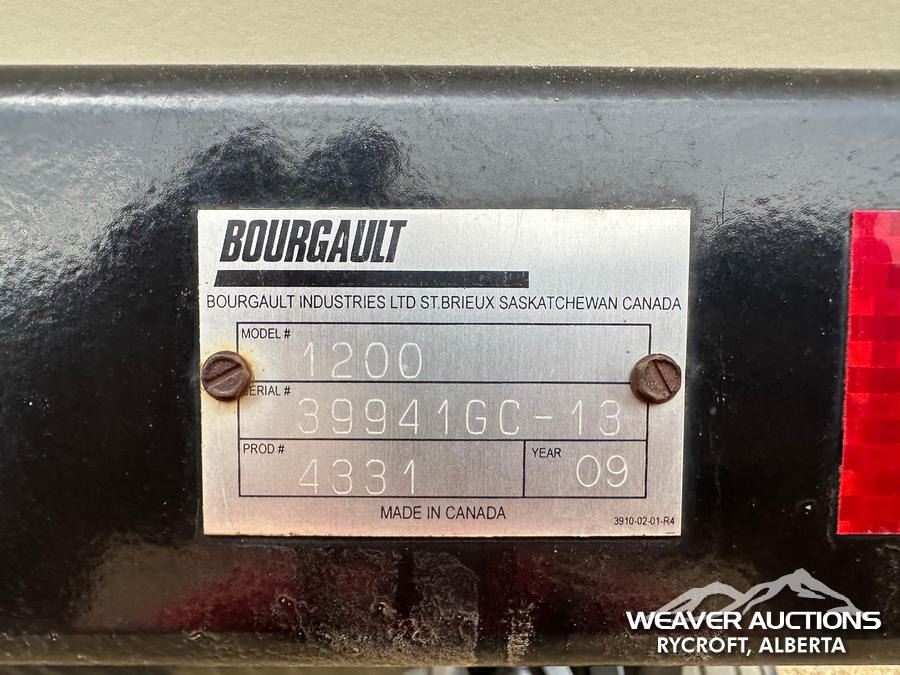 BOURGAULT
BOURGAULT INDUSTRIES LTD ST.BRIEUX SASKATCHEWAN CANADA
MODEL # 1200
SERIAL # 39941GC-13
PROD # 4331 YEAR 09
MADE IN CANADA
3910-02-01-R4
WEAVER AUCTIONS
RYCROFT, ALBERTA